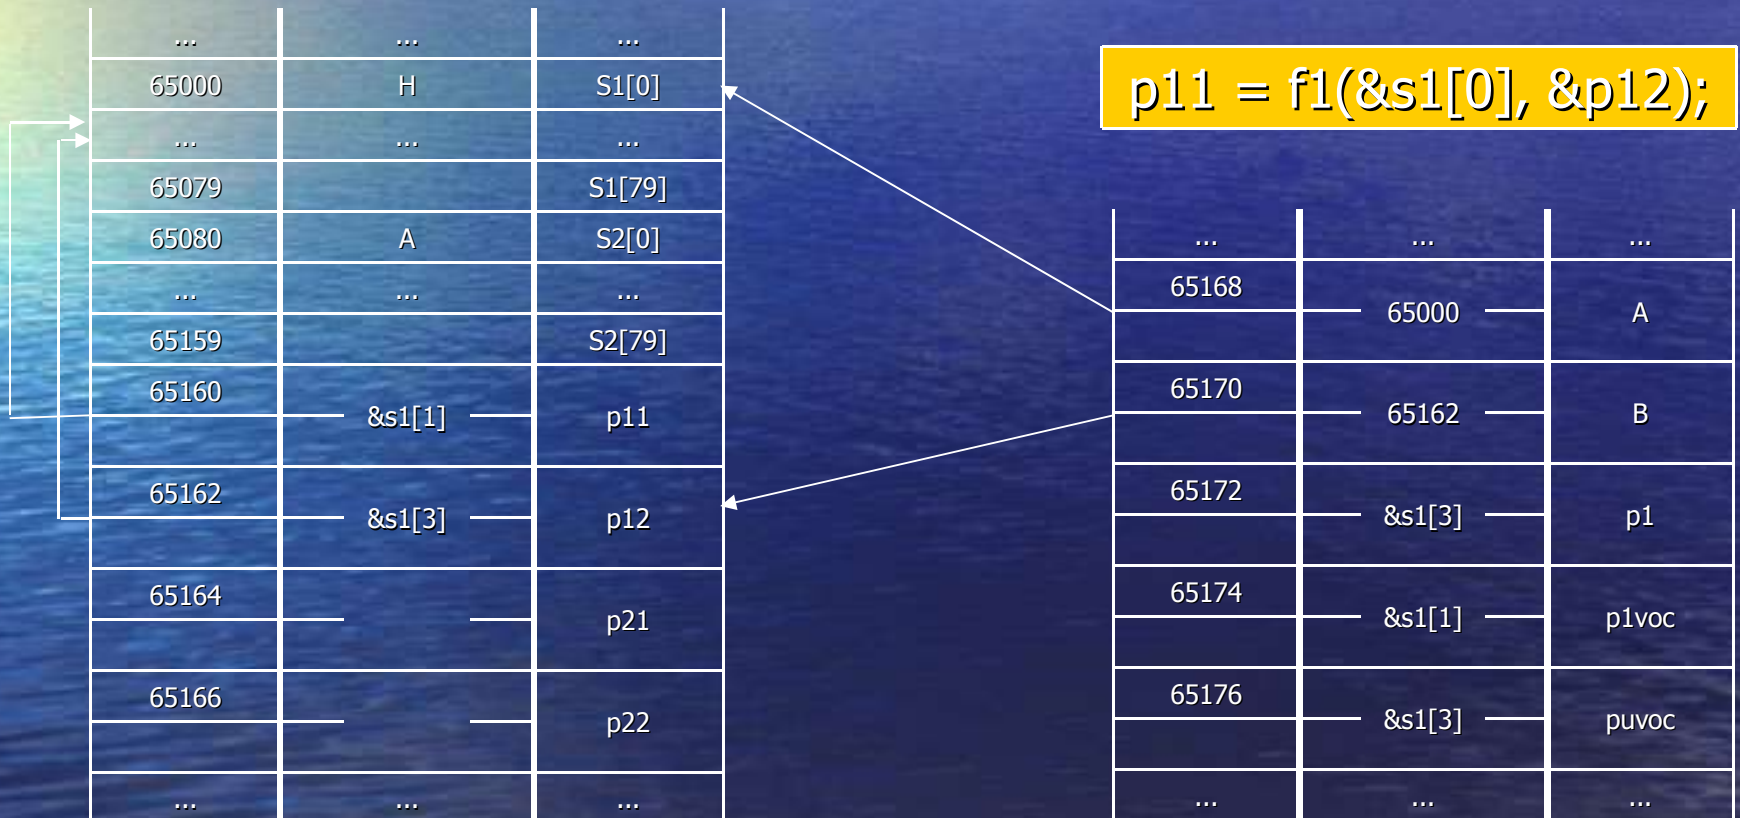 p11 = f1(&s1[0], &p12);
... ... ...
65000 H S1[0]
... ... ...
65079 S1[79]
65080 A S2[0]
... ... ...
65159 S2[79]
65160 &s1[1] p11
65162 &s1[3] p12
65164 p21
65166 p22
... ... ...
... ... ...
65168 65000 A
65170 65162 B
65172 &s1[3] p1
65174 &s1[1] p1voc
65176 &s1[3] puvoc
... ... ...